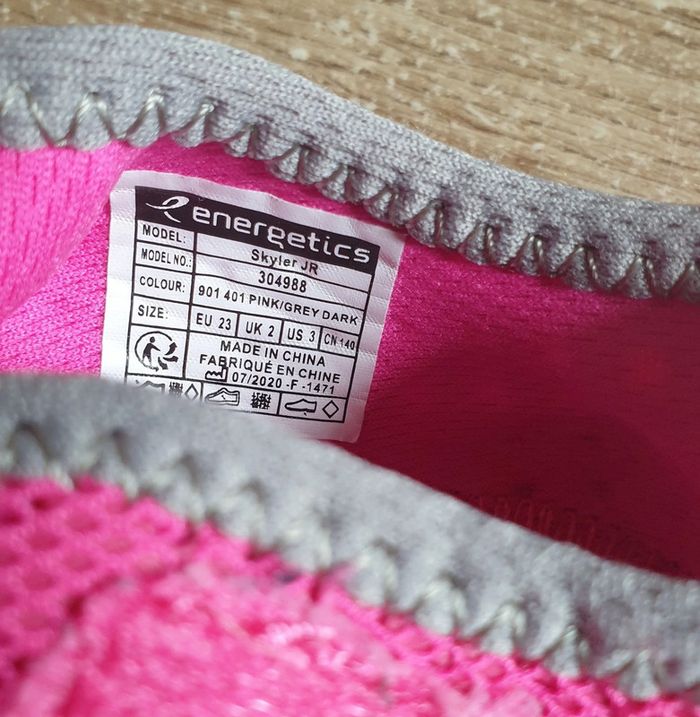 energetics
MODEL: Skyler JR
MODEL NO.: 304988
COLOUR: 901 401 PINK/GREY DARK
SIZE: EU 23 UK 2 US 3 CN 140
MADE IN CHINA
FABRIQUÉ EN CHINE
07/2020 -F -1471